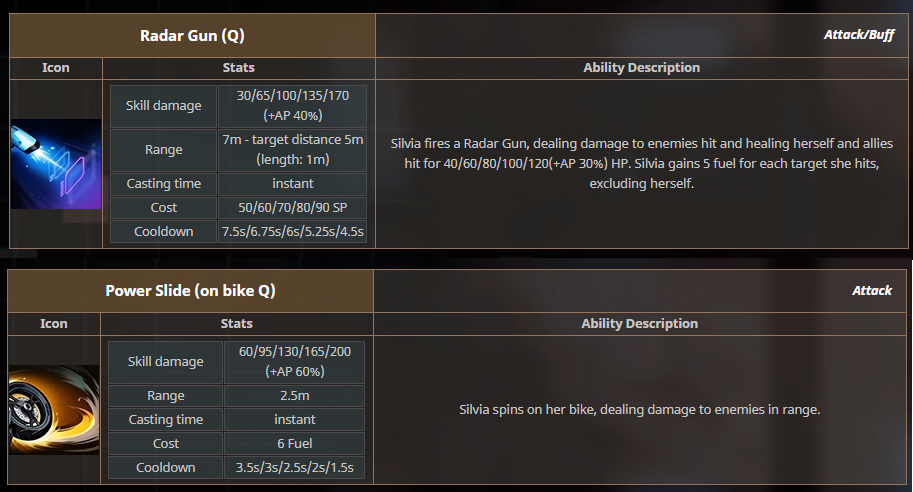 Radar Gun (Q)
Attack/Buff
Icon
Stats
Ability Description
Skill damage
30/65/100/135/170
(+AP 40%)
Range
7m - target distance 5m
(length: 1m)
Casting time
instant
Cost
50/60/70/80/90 SP
Cooldown
7.5s/6.75s/6s/5.25s/4.5s
Silvia fires a Radar Gun, dealing damage to enemies hit and healing herself and allies
hit for 40/60/80/100/120(+AP 30%) HP. Silvia gains 5 fuel for each target she hits,
excluding herself.
Power Slide (on bike Q)
Attack
Icon
Stats
Ability Description
Skill damage
60/95/130/165/200
(+AP 60%)
Range
2.5m
Casting time
instant
Cost
6 Fuel
Cooldown
3.5s/3s/2.5s/2s/1.5s
Silvia spins on her bike, dealing damage to enemies in range.